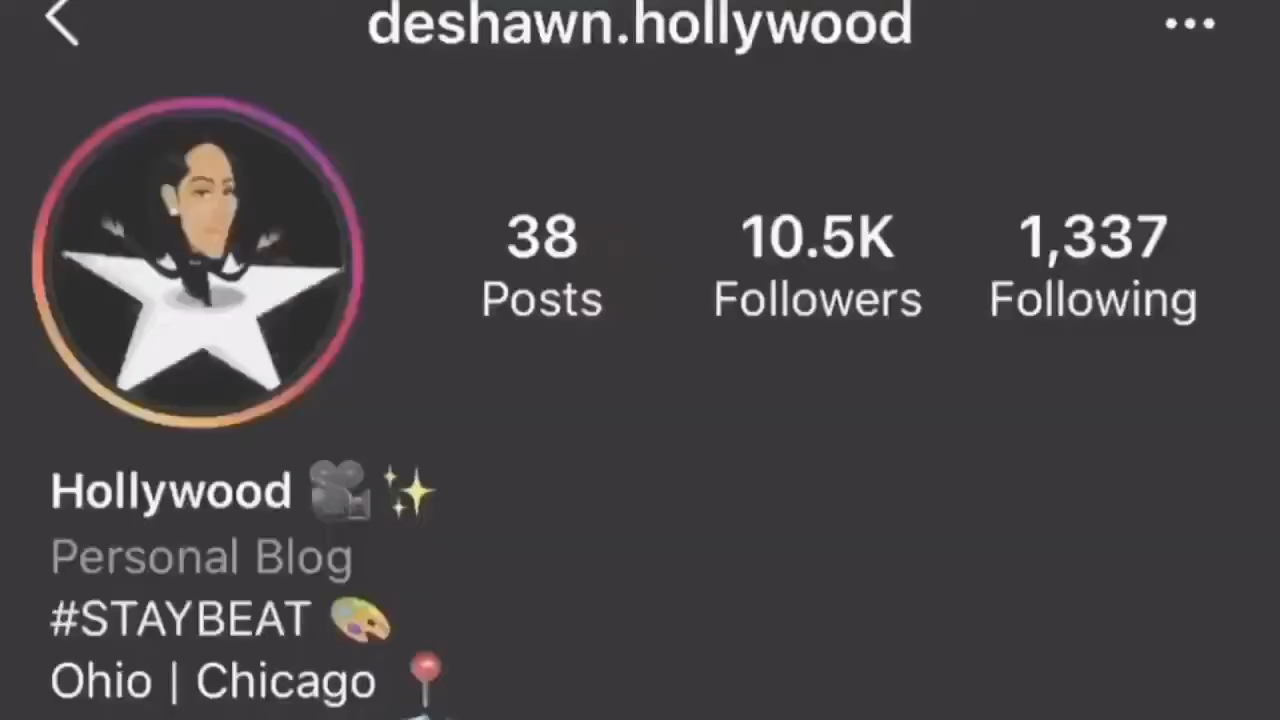 deshawn.hollywood
38 10.5K 1,337
Posts Followers Following
Hollywood 🎥✨
Personal Blog
#STAYBEAT 🎨
Ohio | Chicago 📍